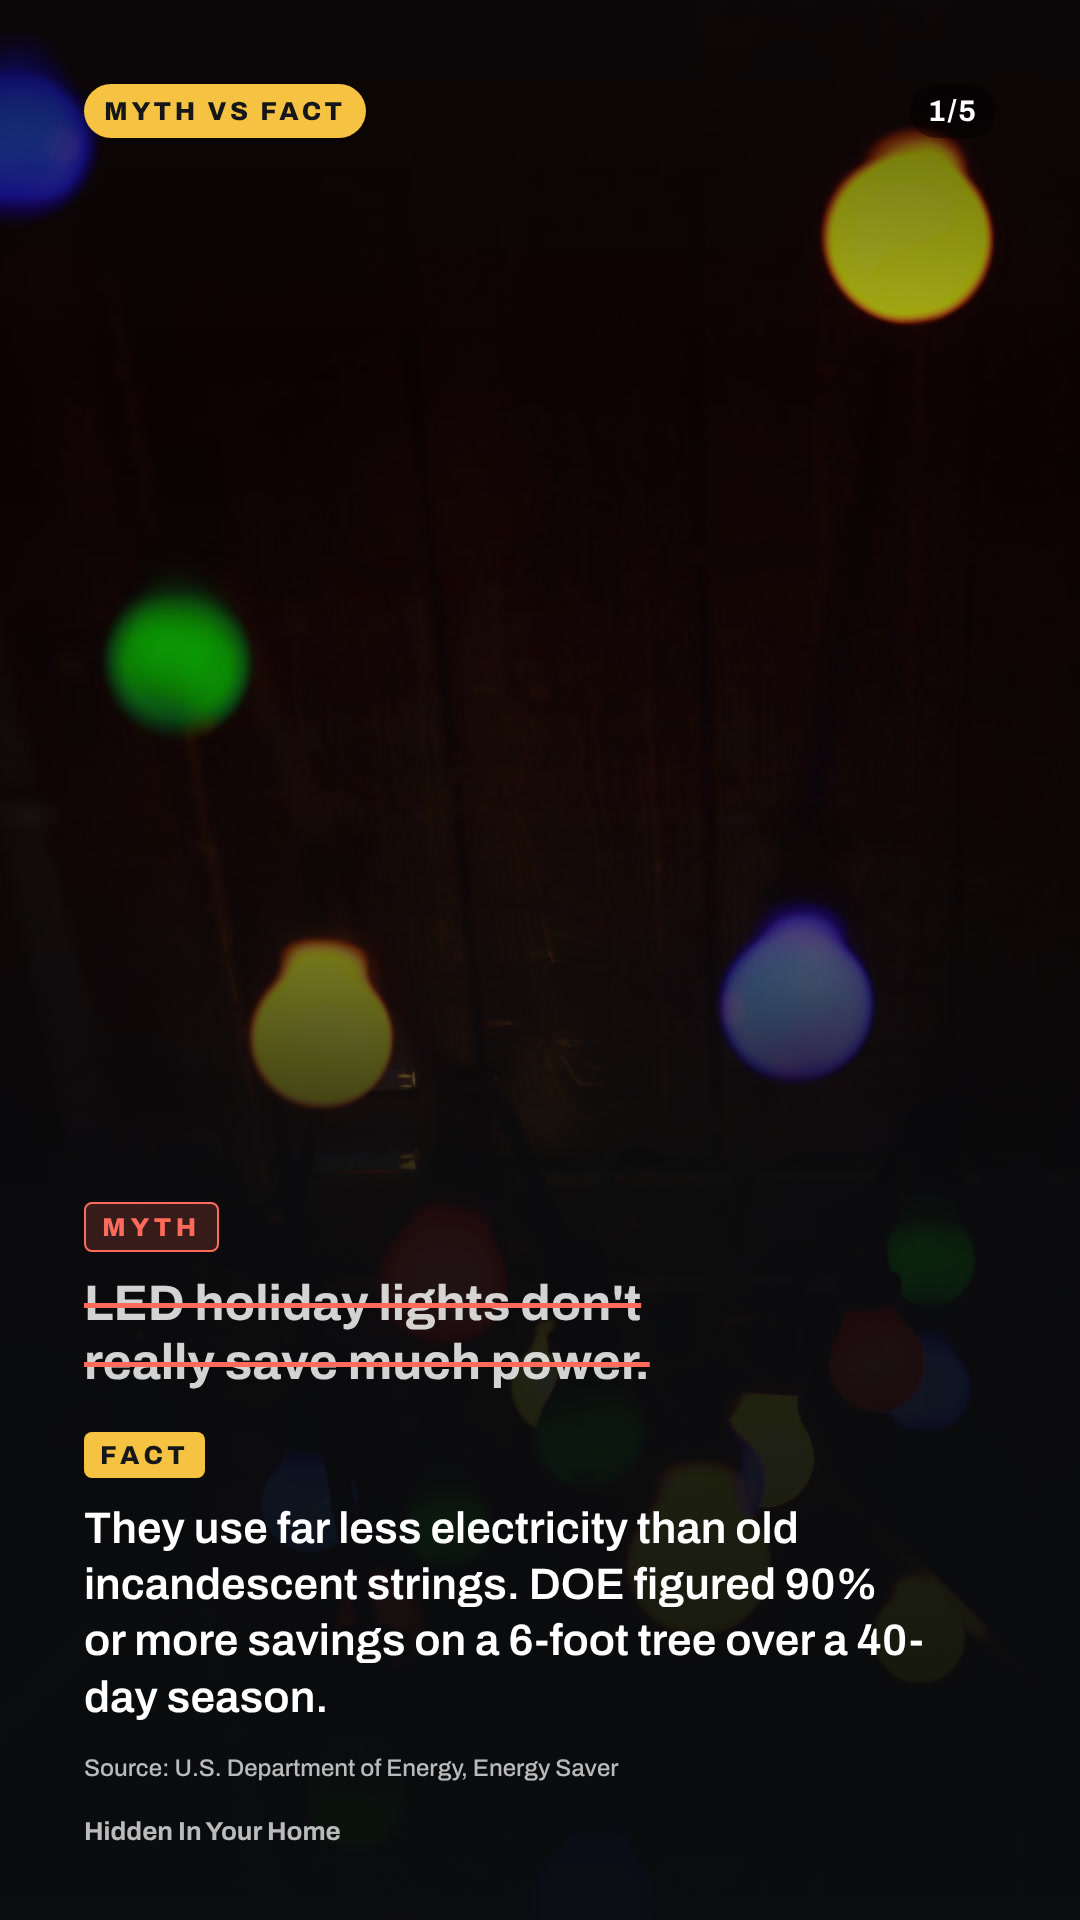 MYTH VS FACT
1/5
MYTH
LED holiday lights don't
really save much power.
FACT
They use far less electricity than old
incandescent strings. DOE figured 90%
or more savings on a 6-foot tree over a 40-
day season.
Source: U.S. Department of Energy, Energy Saver
Hidden In Your Home